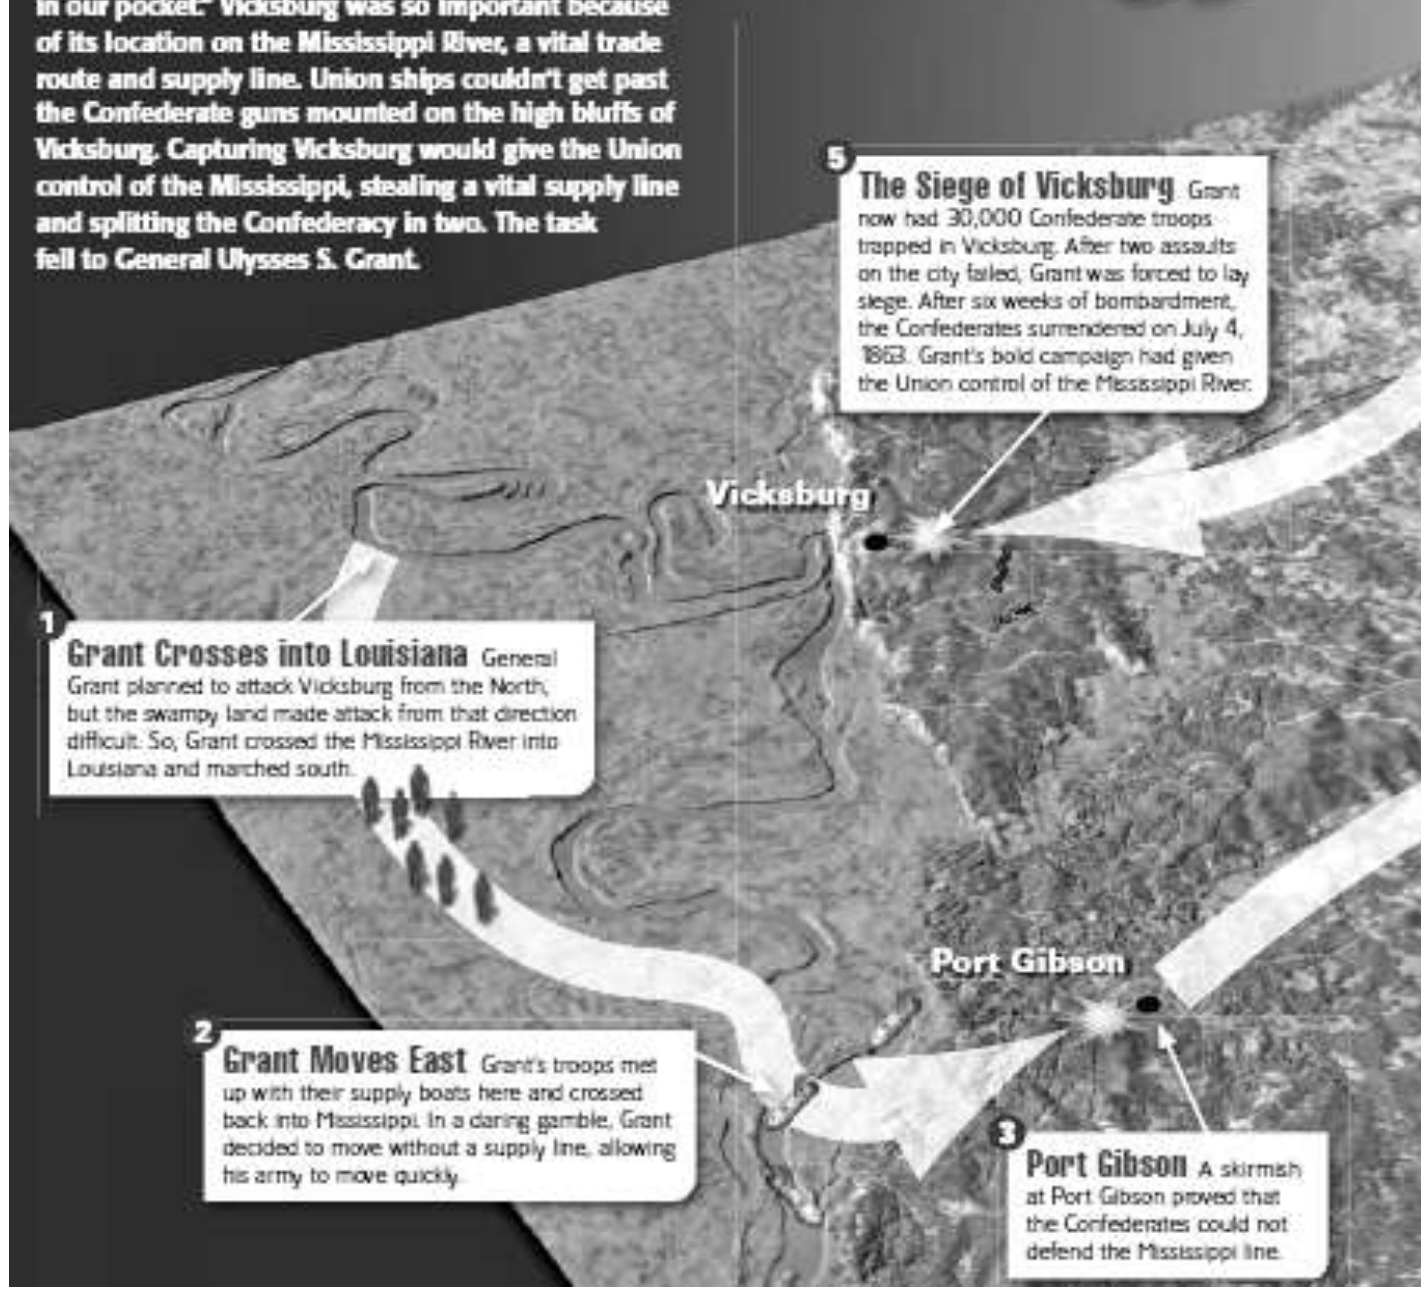 in our pocket." Vicksburg was so important because
of its location on the Mississippi River, a vital trade
route and supply line. Union ships couldn't get past
the Confederate guns mounted on the high bluffs of
Vicksburg. Capturing Vicksburg would give the Union
control of the Mississippi, stealing a vital supply line
and splitting the Confederacy in two. The task
fell to General Ulysses S. Grant.
5
The Siege of Vicksburg Grant
now had 30,000 Confederate troops
trapped in Vicksburg. After two assaults
on the city failed, Grant was forced to lay
siege. After six weeks of bombardment,
the Confederates surrendered on July 4,
1863. Grant's bold campaign had given
the Union control of the Mississippi River.
Vicksburg
1
Grant Crosses into Louisiana General
Grant planned to attack Vicksburg from the North,
but the swampy land made attack from that direction
difficult. So, Grant crossed the Mississippi River into
Louisiana and marched south.
Port Gibson
2
Grant Moves East Grant's troops met
up with their supply boats here and crossed
back into Mississippi. In a daring gamble, Grant
decided to move without a supply line, allowing
his army to move quickly.
3
Port Gibson A skirmish
at Port Gibson proved that
the Confederates could not
defend the Mississippi line.